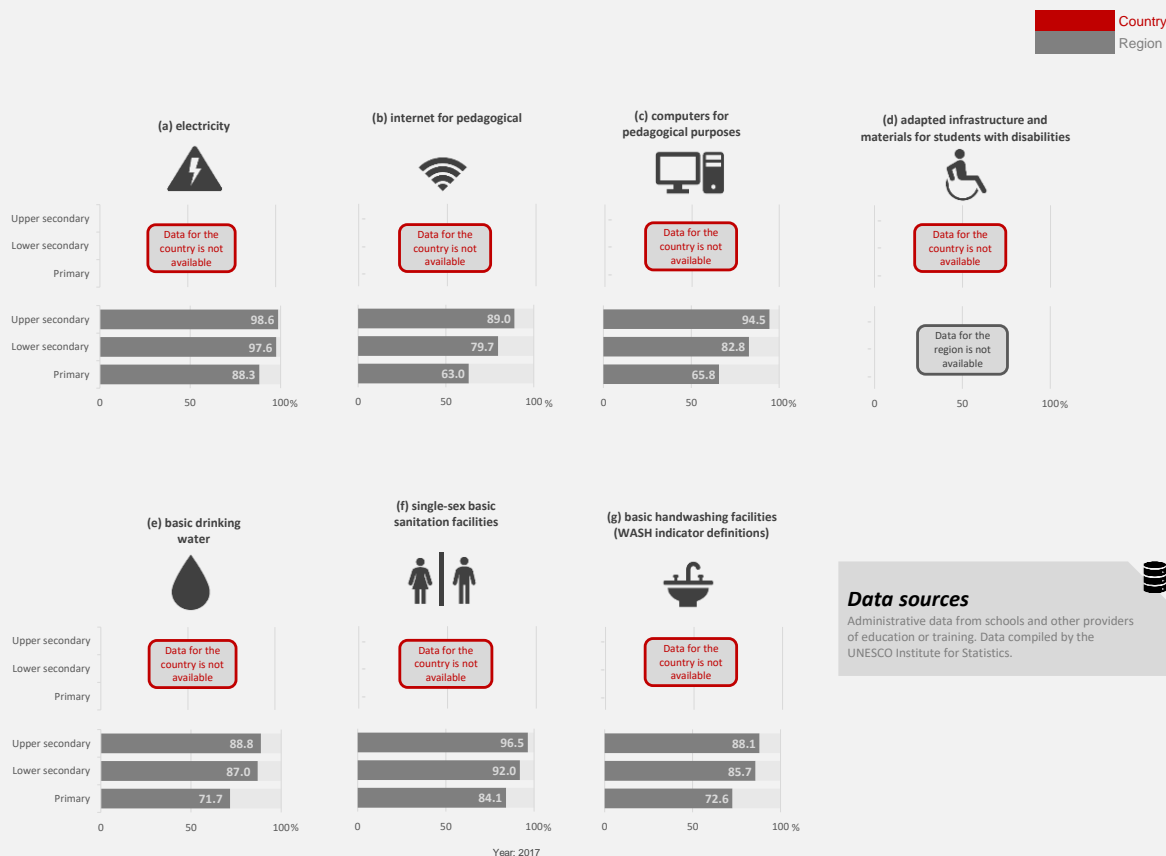 Country
Region
(a) electricity
(b) internet for pedagogical
(c) computers for
pedagogical purposes
(d) adapted infrastructure and
materials for students with disabilities
Upper secondary
Lower secondary
Primary
Data for the
country is not
available
Data for the
country is not
available
Data for the
country is not
available
Data for the
country is not
available
Upper secondary 98.6
Lower secondary 97.6
Primary 88.3
0 50 100%
89.0
79.7
63.0
0 50 100 %
94.5
82.8
65.8
0 50 100 %
Data for the
region is not
available
0 50 100%
(e) basic drinking
water
(f) single-sex basic
sanitation facilities
(g) basic handwashing facilities
(WASH indicator definitions)
Upper secondary
Lower secondary
Primary
Data for the
country is not
available
Data for the
country is not
available
Data for the
country is not
available
Upper secondary 88.8
Lower secondary 87.0
Primary 71.7
0 50 100%
96.5
92.0
84.1
0 50 100 %
88.1
85.7
72.6
0 50 100 %
Data sources
Administrative data from schools and other providers
of education or training. Data compiled by the
UNESCO Institute for Statistics.
Year: 2017